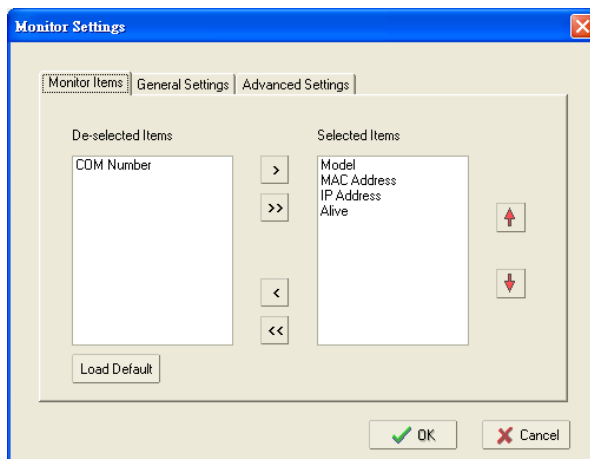 Monitor Settings
Monitor Items General Settings Advanced Settings
De-selected Items Selected Items
COM Number
>
>>
<
<<
Model
MAC Address
IP Address
Alive
Load Default
OK Cancel